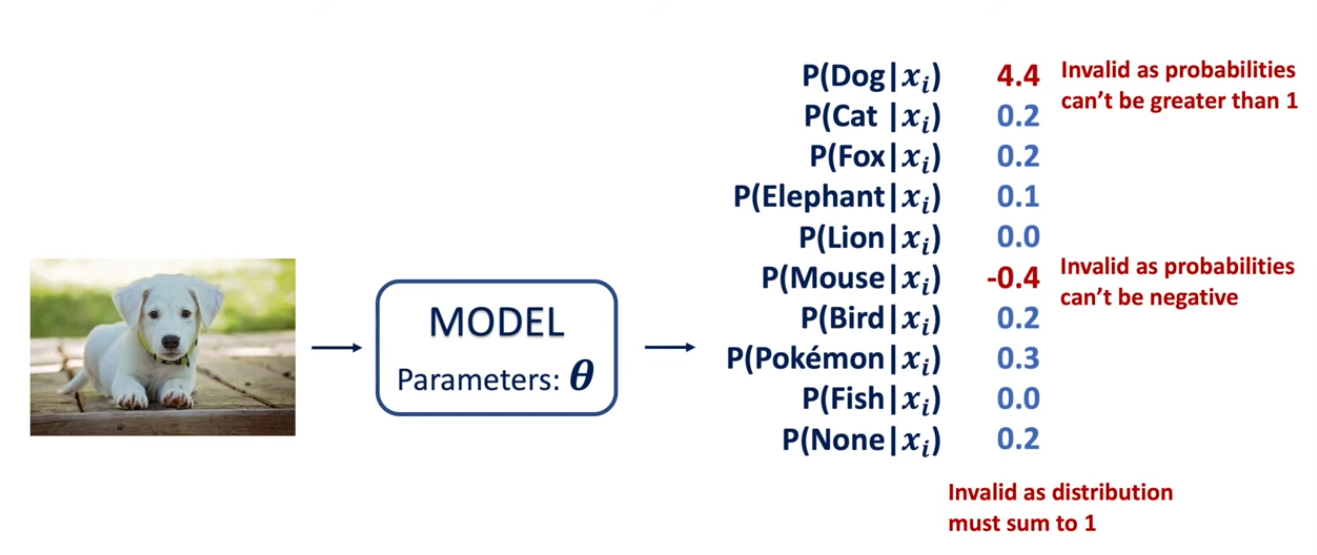 P(Dog|xᵢ) 4.4 Invalid as probabilities
can't be greater than 1
P(Cat |xᵢ) 0.2
P(Fox|xᵢ) 0.2
P(Elephant|xᵢ) 0.1
P(Lion|xᵢ) 0.0
P(Mouse|xᵢ) -0.4 Invalid as probabilities
can't be negative
P(Bird|xᵢ) 0.2
P(Pokémon|xᵢ) 0.3
P(Fish|xᵢ) 0.0
P(None|xᵢ) 0.2
MODEL
Parameters: θ
Invalid as distribution
must sum to 1